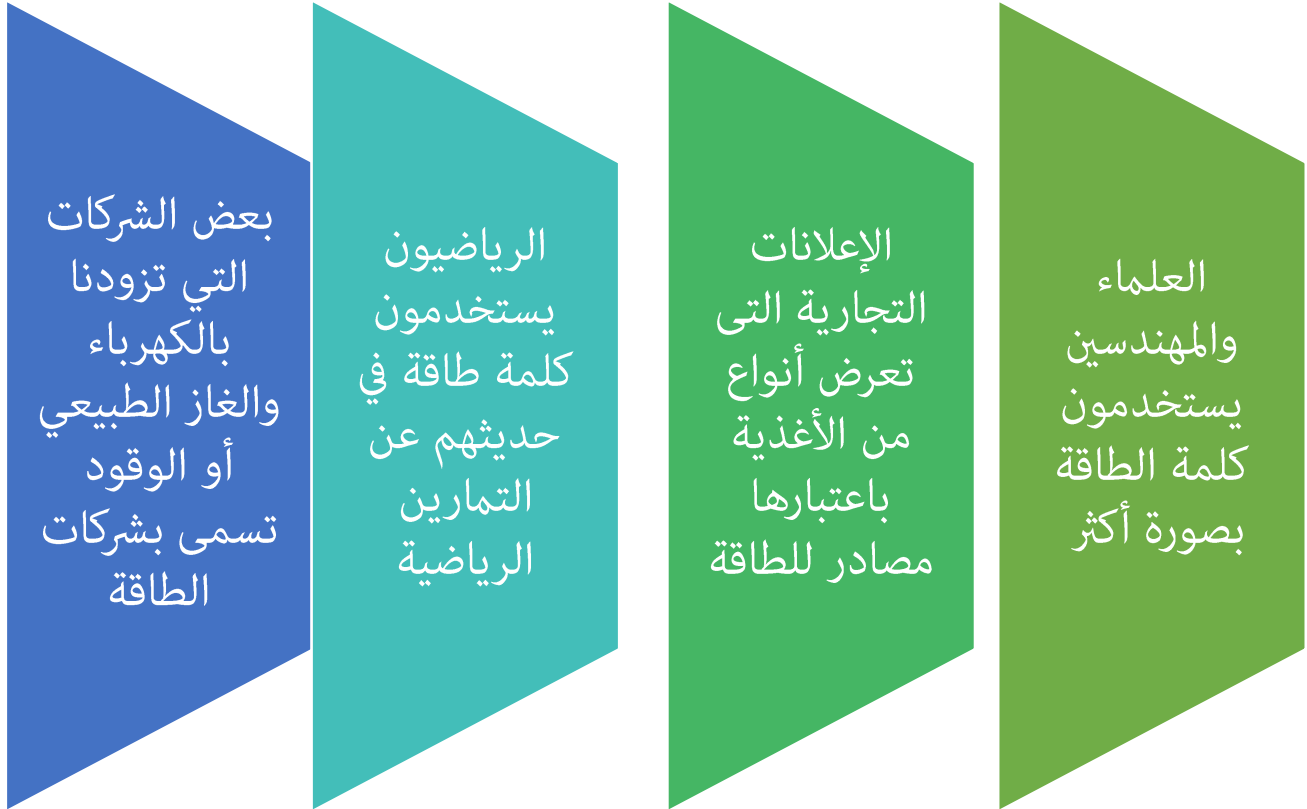 العلماء
والمهندسين
يستخدمون
كلمة الطاقة
بصورة أكثر
الإعلانات
التجارية التى
تعرض أنواع
من الأغذية
باعتبارها
مصادر للطاقة
الرياضيون
يستخدمون
كلمة طاقة في
حديثهم عن
التمارين
الرياضية
بعض الشركات
التي تزودنا
بالكهرباء
والغاز الطبيعي
أو الوقود
تسمى بشركات
الطاقة